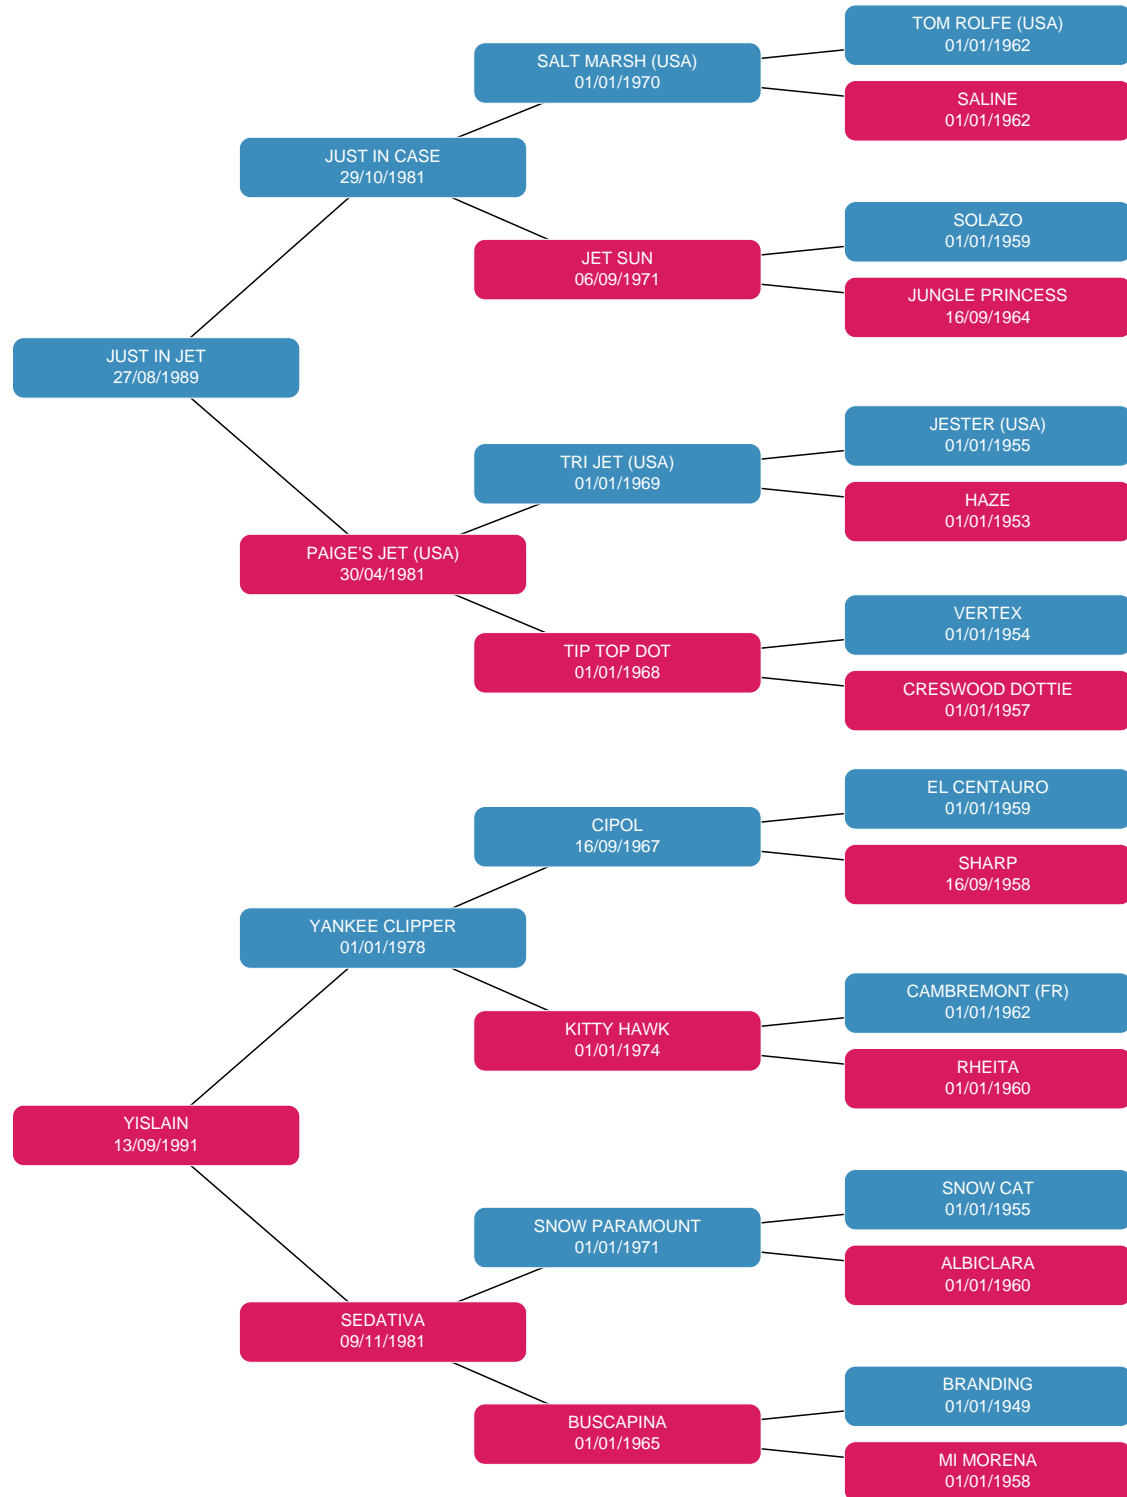 TOM ROLFE (USA)
01/01/1962
SALT MARSH (USA)
01/01/1970
SALINE
01/01/1962
JUST IN CASE
29/10/1981
SOLAZO
01/01/1959
JET SUN
06/09/1971
JUNGLE PRINCESS
16/09/1964
JUST IN JET
27/08/1989
JESTER (USA)
01/01/1955
TRI JET (USA)
01/01/1969
HAZE
01/01/1953
PAIGE'S JET (USA)
30/04/1981
VERTEX
01/01/1954
TIP TOP DOT
01/01/1968
CRESWOOD DOTTIE
01/01/1957
EL CENTAURO
01/01/1959
CIPOL
16/09/1967
SHARP
16/09/1958
YANKEE CLIPPER
01/01/1978
CAMBREMONT (FR)
01/01/1962
KITTY HAWK
01/01/1974
RHEITA
01/01/1960
YISLAIN
13/09/1991
SNOW CAT
01/01/1955
SNOW PARAMOUNT
01/01/1971
ALBICLARA
01/01/1960
SEDATIVA
09/11/1981
BRANDING
01/01/1949
BUSCAPINA
01/01/1965
MI MORENA
01/01/1958